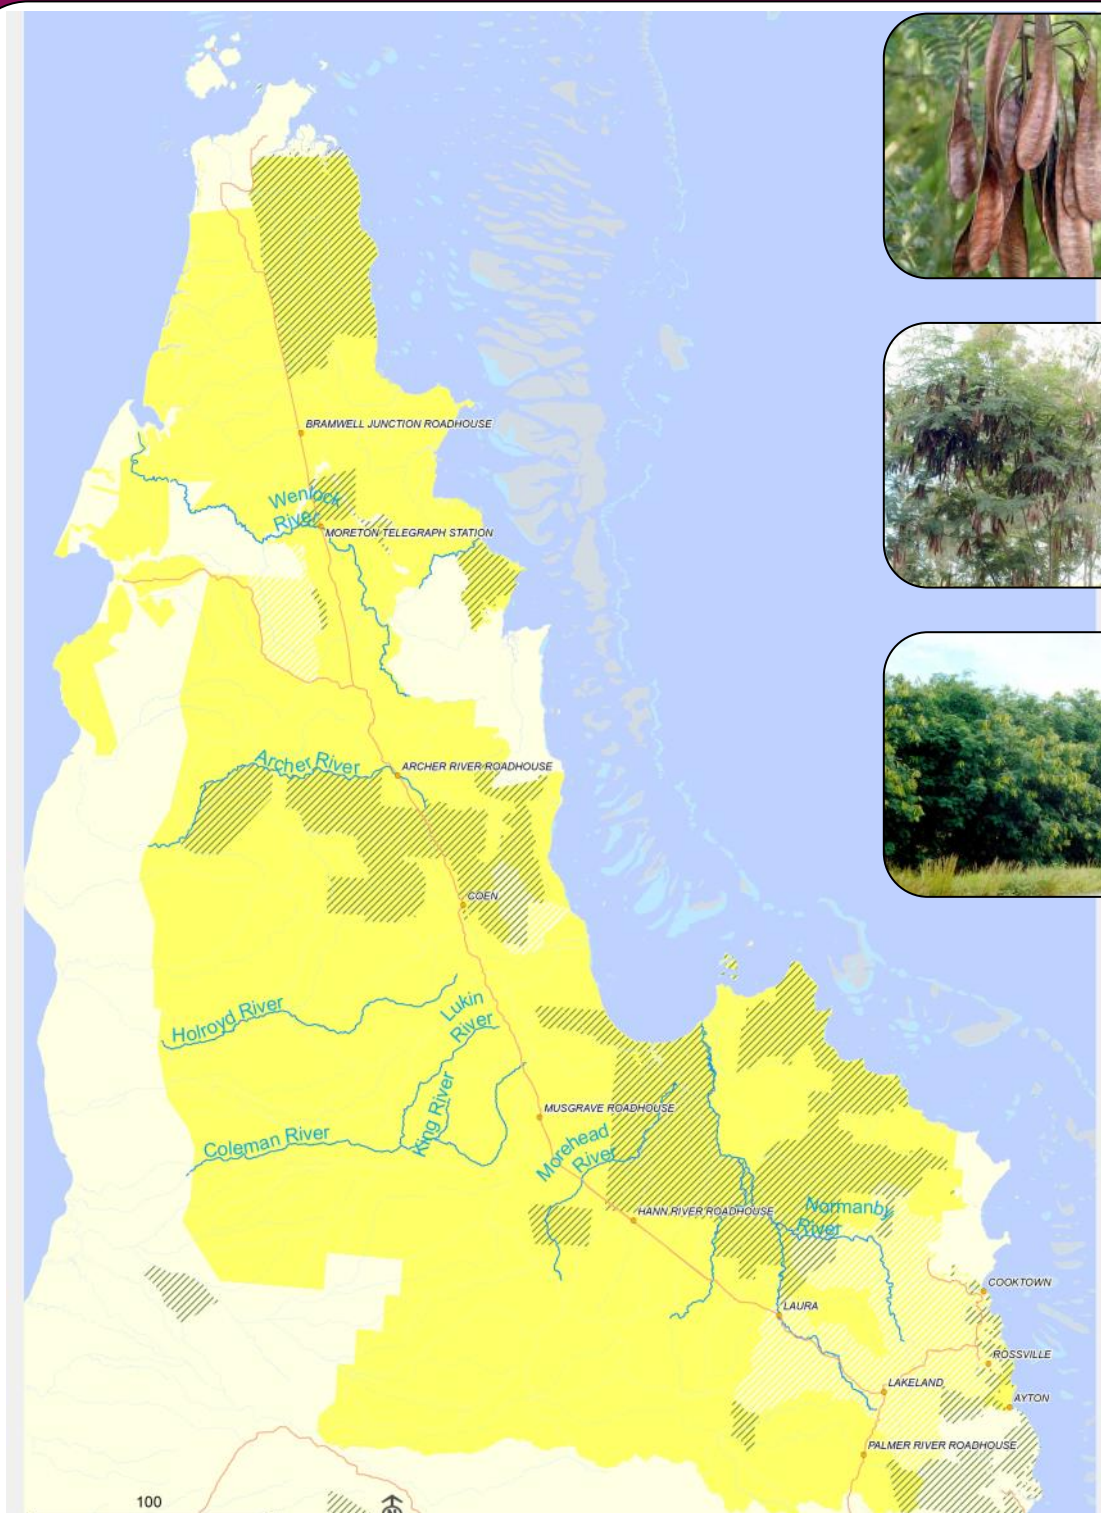 BRAMWELL JUNCTION ROADHOUSE
Wenlock
River
MORETON TELEGRAPH STATION
Archer River
ARCHER RIVER ROADHOUSE
COEN
Holroyd River
Lukin
River
King River
MUSGRAVE ROADHOUSE
Coleman River
Morehead
River
Normanby
River
HANN RIVER ROADHOUSE
COOKTOWN
LAURA
ROSSVILLE
LAKELAND
AYTON
PALMER RIVER ROADHOUSE
100
N